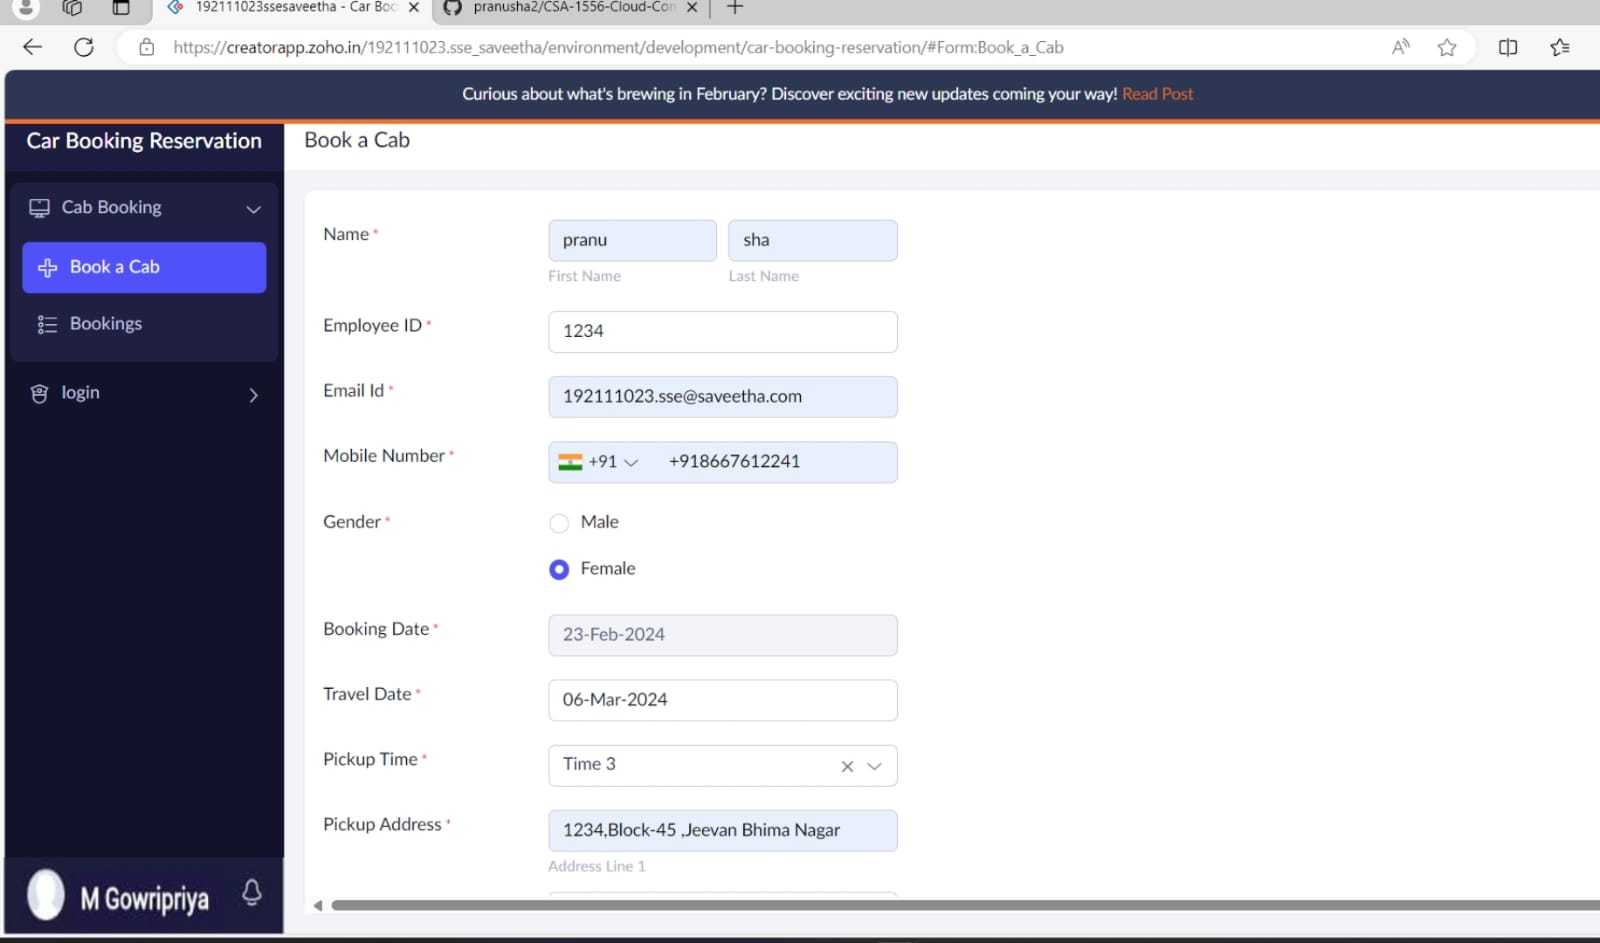 192111023ssesaveetha - Car Boo
pranusha2/CSA-1556-Cloud-Com
https://creatorapp.zoho.in/192111023.sse_saveetha/environment/development/car-booking-reservation/#Form:Book_a_Cab
Curious about what's brewing in February? Discover exciting new updates coming your way! Read Post
Car Booking Reservation
Book a Cab
Cab Booking
Book a Cab
Bookings
login
M Gowripriya
Name *
pranu
sha
First Name
Last Name
Employee ID *
1234
Email Id *
192111023.sse@saveetha.com
Mobile Number *
+91
+918667612241
Gender *
Male
Female
Booking Date *
23-Feb-2024
Travel Date *
06-Mar-2024
Pickup Time *
Time 3
Pickup Address *
1234,Block-45 ,Jeevan Bhima Nagar
Address Line 1